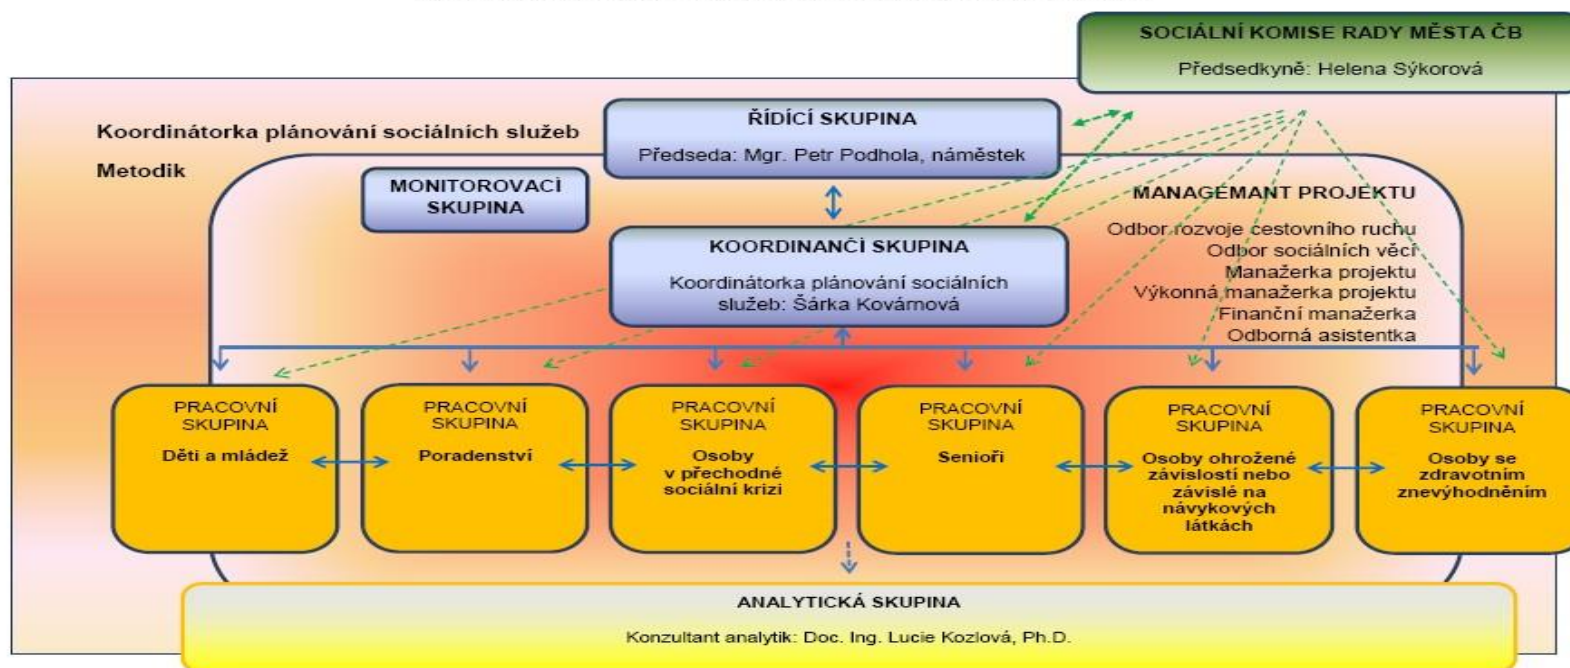 SOCIÁLNÍ KOMISE RADY MĚSTA ČB
Předsedkyně: Helena Sýkorová
Koordinátorka plánování sociálních služeb
Metodik
ŘÍDÍCÍ SKUPINA
Předseda: Mgr. Petr Podhola, náměstek
MONITOROVACÍ
SKUPINA
MANAGEMANT PROJEKTU
Odbor rozvoje cestovního ruchu
Odbor sociálních věcí
Manažerka projektu
Výkonná manažerka projektu
Finanční manažerka
Odborná asistentka
KOORDINANČÍ SKUPINA
Koordinátorka plánování sociálních
služeb: Šárka Kovárnová
PRACOVNÍ
SKUPINA
Děti a mládež
PRACOVNÍ
SKUPINA
Poradenství
PRACOVNÍ
SKUPINA
Osoby
v přechodné
sociální krizi
PRACOVNÍ
SKUPINA
Senioři
PRACOVNÍ
SKUPINA
Osoby ohrožené
závislostí nebo
závislé na
návykových
látkách
PRACOVNÍ
SKUPINA
Osoby se
zdravotním
znevýhodněním
ANALYTICKÁ SKUPINA
Konzultant analytik: Doc. Ing. Lucie Kozlová, Ph.D.